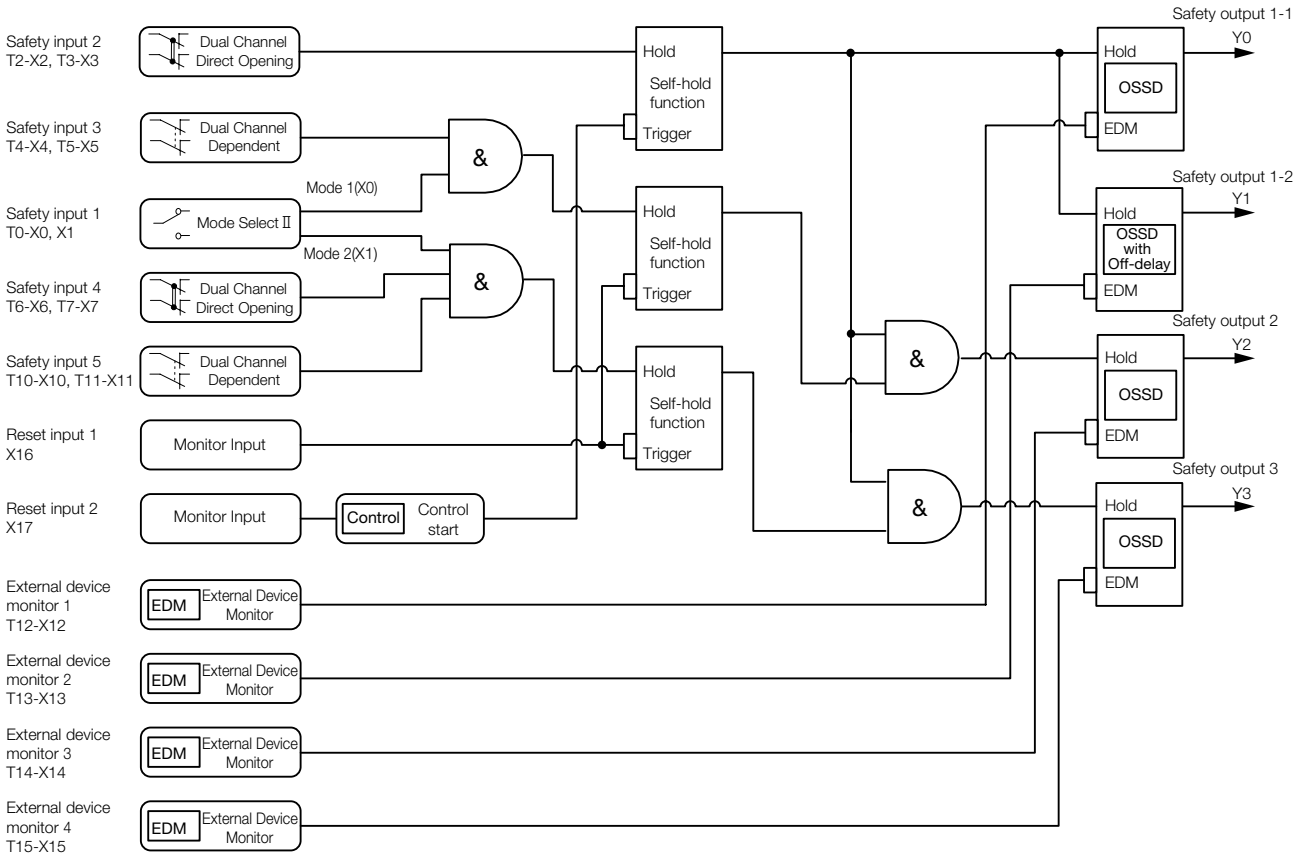 Safety input 2
T2-X2, T3-X3
Dual Channel
Direct Opening
Safety input 3
T4-X4, T5-X5
Dual Channel
Dependent
Safety input 1
T0-X0, X1
Mode Select II
Mode 1(X0)
Mode 2(X1)
Safety input 4
T6-X6, T7-X7
Dual Channel
Direct Opening
Safety input 5
T10-X10, T11-X11
Dual Channel
Dependent
Reset input 1
X16
Monitor Input
Reset input 2
X17
Monitor Input
Control
Control
start
External device
monitor 1
T12-X12
EDM
External Device
Monitor
External device
monitor 2
T13-X13
EDM
External Device
Monitor
External device
monitor 3
T14-X14
EDM
External Device
Monitor
External device
monitor 4
T15-X15
EDM
External Device
Monitor
&
&
Hold
Self-hold
function
Trigger
Hold
Self-hold
function
Trigger
Hold
Self-hold
function
Trigger
&
&
Safety output 1-1
Y0
Hold
OSSD
EDM
Safety output 1-2
Y1
Hold
OSSD
with
Off-delay
EDM
Safety output 2
Y2
Hold
OSSD
EDM
Safety output 3
Y3
Hold
OSSD
EDM